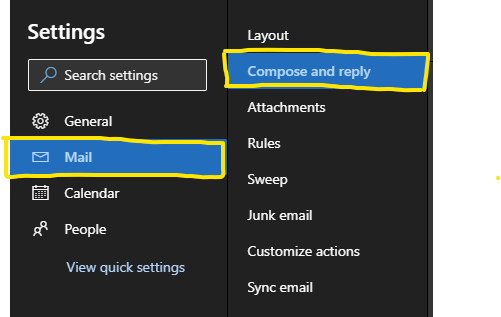 Settings
Search settings
General
Mail
Calendar
People
View quick settings
Layout
Compose and reply
Attachments
Rules
Sweep
Junk email
Customize actions
Sync email